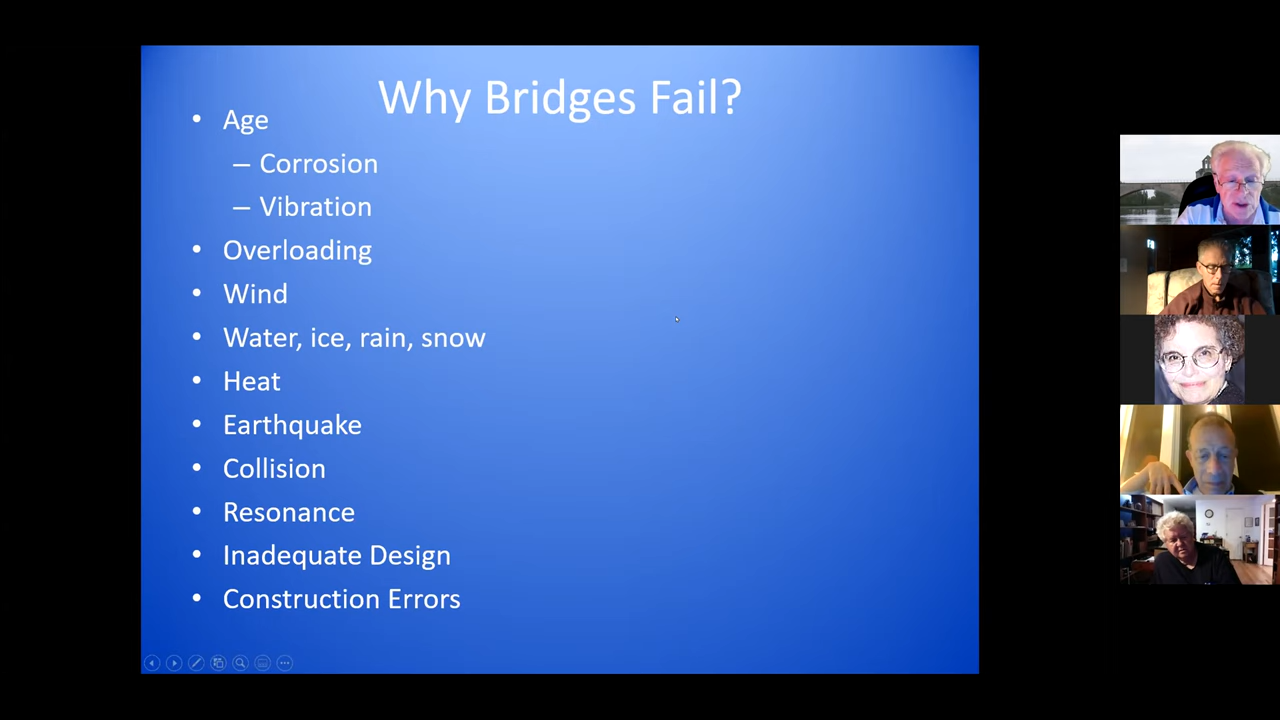 Why Bridges Fail?
• Age
– Corrosion
– Vibration
• Overloading
• Wind
• Water, ice, rain, snow
• Heat
• Earthquake
• Collision
• Resonance
• Inadequate Design
• Construction Errors